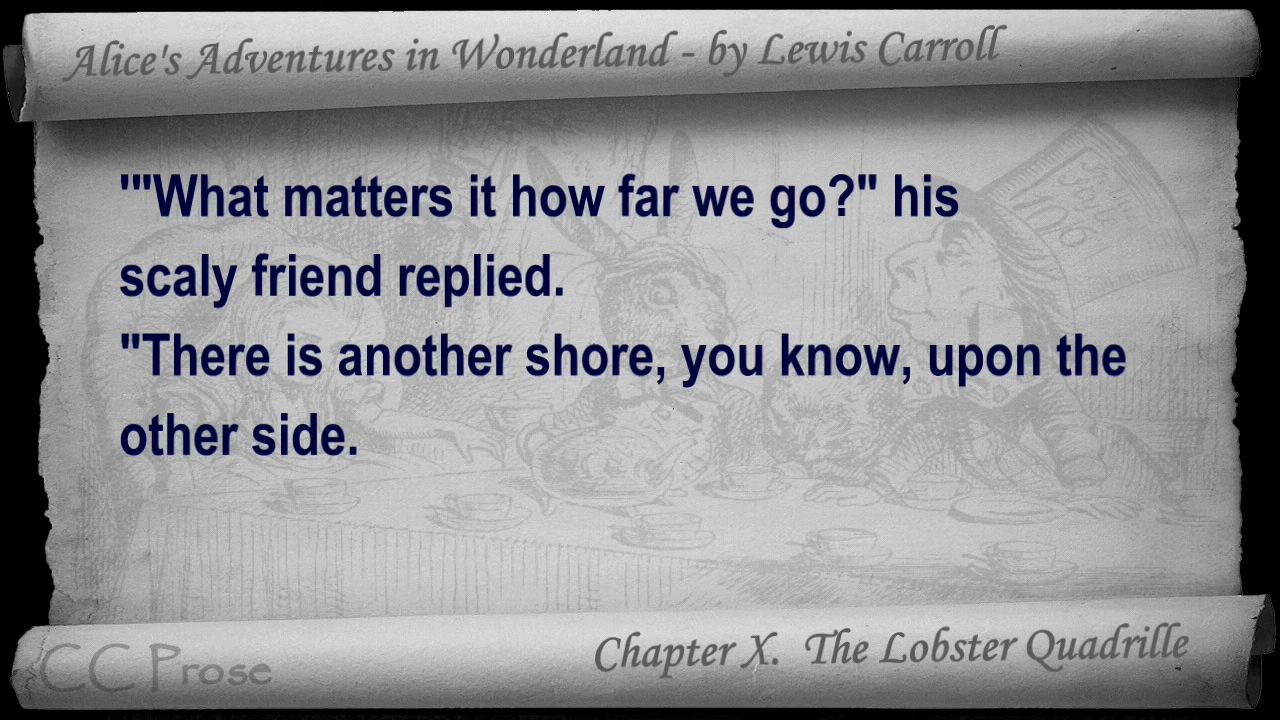 Alice's Adventures in Wonderland - by Lewis Carroll
'"What matters it how far we go?" his
scaly friend replied.
"There is another shore, you know, upon the
other side.
Chapter X. The Lobster Quadrille
CC Prose